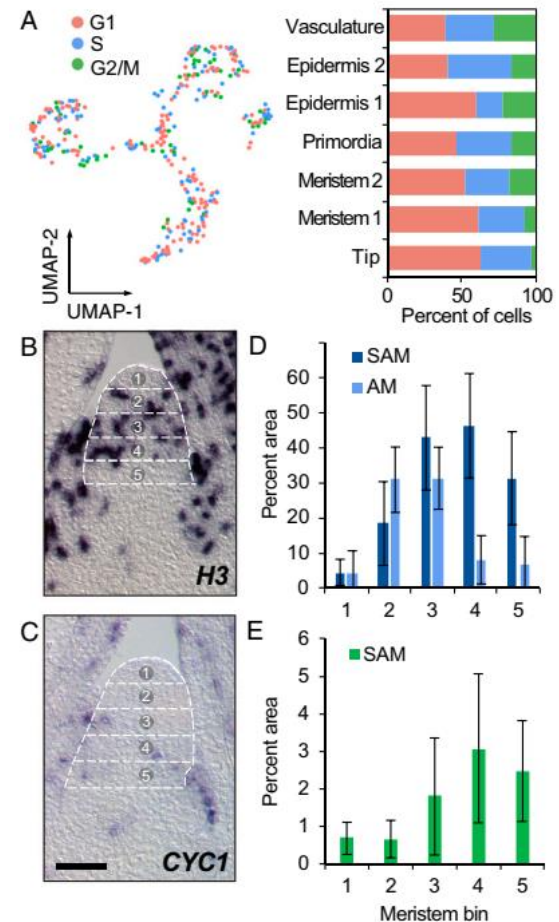 A
G1
S
G2/M
UMAP-2
UMAP-1
Vasculature
Epidermis 2
Epidermis 1
Primordia
Meristem 2
Meristem 1
Tip
0 50 100
Percent of cells
B
1
2
3
4
5
H3
D
SAM
AM
Percent area
60
50
40
30
20
10
0
1 2 3 4 5
C
1
2
3
4
5
CYC1
E
SAM
Percent area
6
5
4
3
2
1
0
1 2 3 4 5
Meristem bin